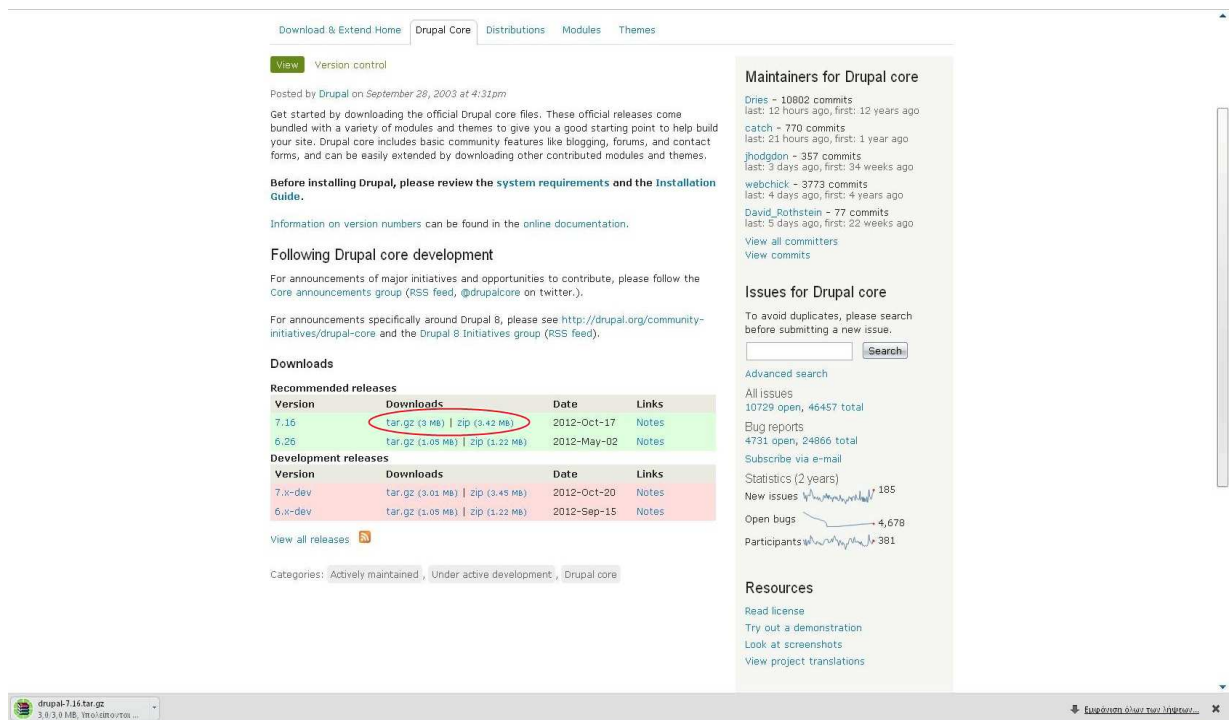 Download & Extend Home Drupal Core Distributions Modules Themes
View Version control
Posted by Drupal on September 28, 2003 at 4:31pm
Get started by downloading the official Drupal core files. These official releases come
bundled with a variety of modules and themes to give you a good starting point to help build
your site. Drupal core includes basic community features like blogging, forums, and contact
forms, and can be easily extended by downloading other contributed modules and themes.
Before installing Drupal, please review the system requirements and the Installation
Guide.
Information on version numbers can be found in the online documentation.
Following Drupal core development
For announcements of major initiatives and opportunities to contribute, please follow the
Core announcements group (RSS feed, @drupalcore on twitter.).
For announcements specifically around Drupal 8, please see http://drupal.org/community-
initiatives/drupal-core and the Drupal 8 Initiatives group (RSS feed).
Downloads
Recommended releases
Version Downloads Date Links
7.16 tar.gz (3 MB) | zip (3.42 MB) 2012-Oct-17 Notes
6.26 tar.gz (1.05 MB) | zip (1.22 MB) 2012-May-02 Notes
Development releases
Version Downloads Date Links
7.x-dev tar.gz (3.01 MB) | zip (3.45 MB) 2012-Oct-20 Notes
6.x-dev tar.gz (1.05 MB) | zip (1.22 MB) 2012-Sep-15 Notes
View all releases
Categories: Actively maintained , Under active development , Drupal core
Maintainers for Drupal core
Dries – 10802 commits
last: 12 hours ago, first: 12 years ago
catch – 770 commits
last: 21 hours ago, first: 1 year ago
jhodgdon – 357 commits
last: 3 days ago, first: 34 weeks ago
webchick – 3773 commits
last: 4 days ago, first: 4 years ago
David_Rothstein – 77 commits
last: 5 days ago, first: 22 weeks ago
View all committers
View commits
Issues for Drupal core
To avoid duplicates, please search
before submitting a new issue.
Search
Advanced search
All issues
10729 open, 46457 total
Bug reports
4731 open, 24866 total
Subscribe via e-mail
Statistics (2 years)
New issues 185
Open bugs 4,678
Participants 381
Resources
Read license
Try out a demonstration
Look at screenshots
View project translations
drupal-7.16.tar.gz
3,0/3,0 MB, Υπολείπονται ...
Εμφάνιση όλων των λήψεων...